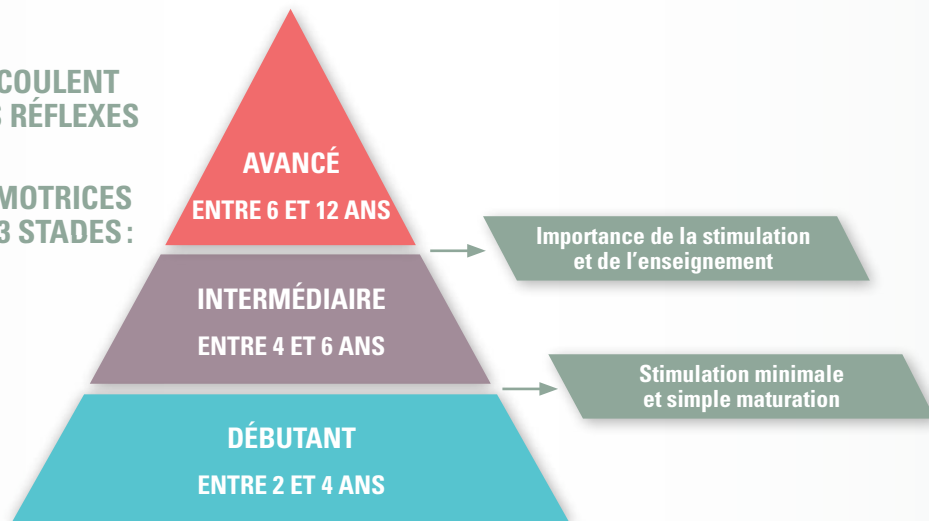 COULENT
S RÉFLEXES
MOTRICES
3 STADES :
AVANCÉ
ENTRE 6 ET 12 ANS
Importance de la stimulation
et de l'enseignement
INTERMÉDIAIRE
ENTRE 4 ET 6 ANS
Stimulation minimale
et simple maturation
DÉBUTANT
ENTRE 2 ET 4 ANS